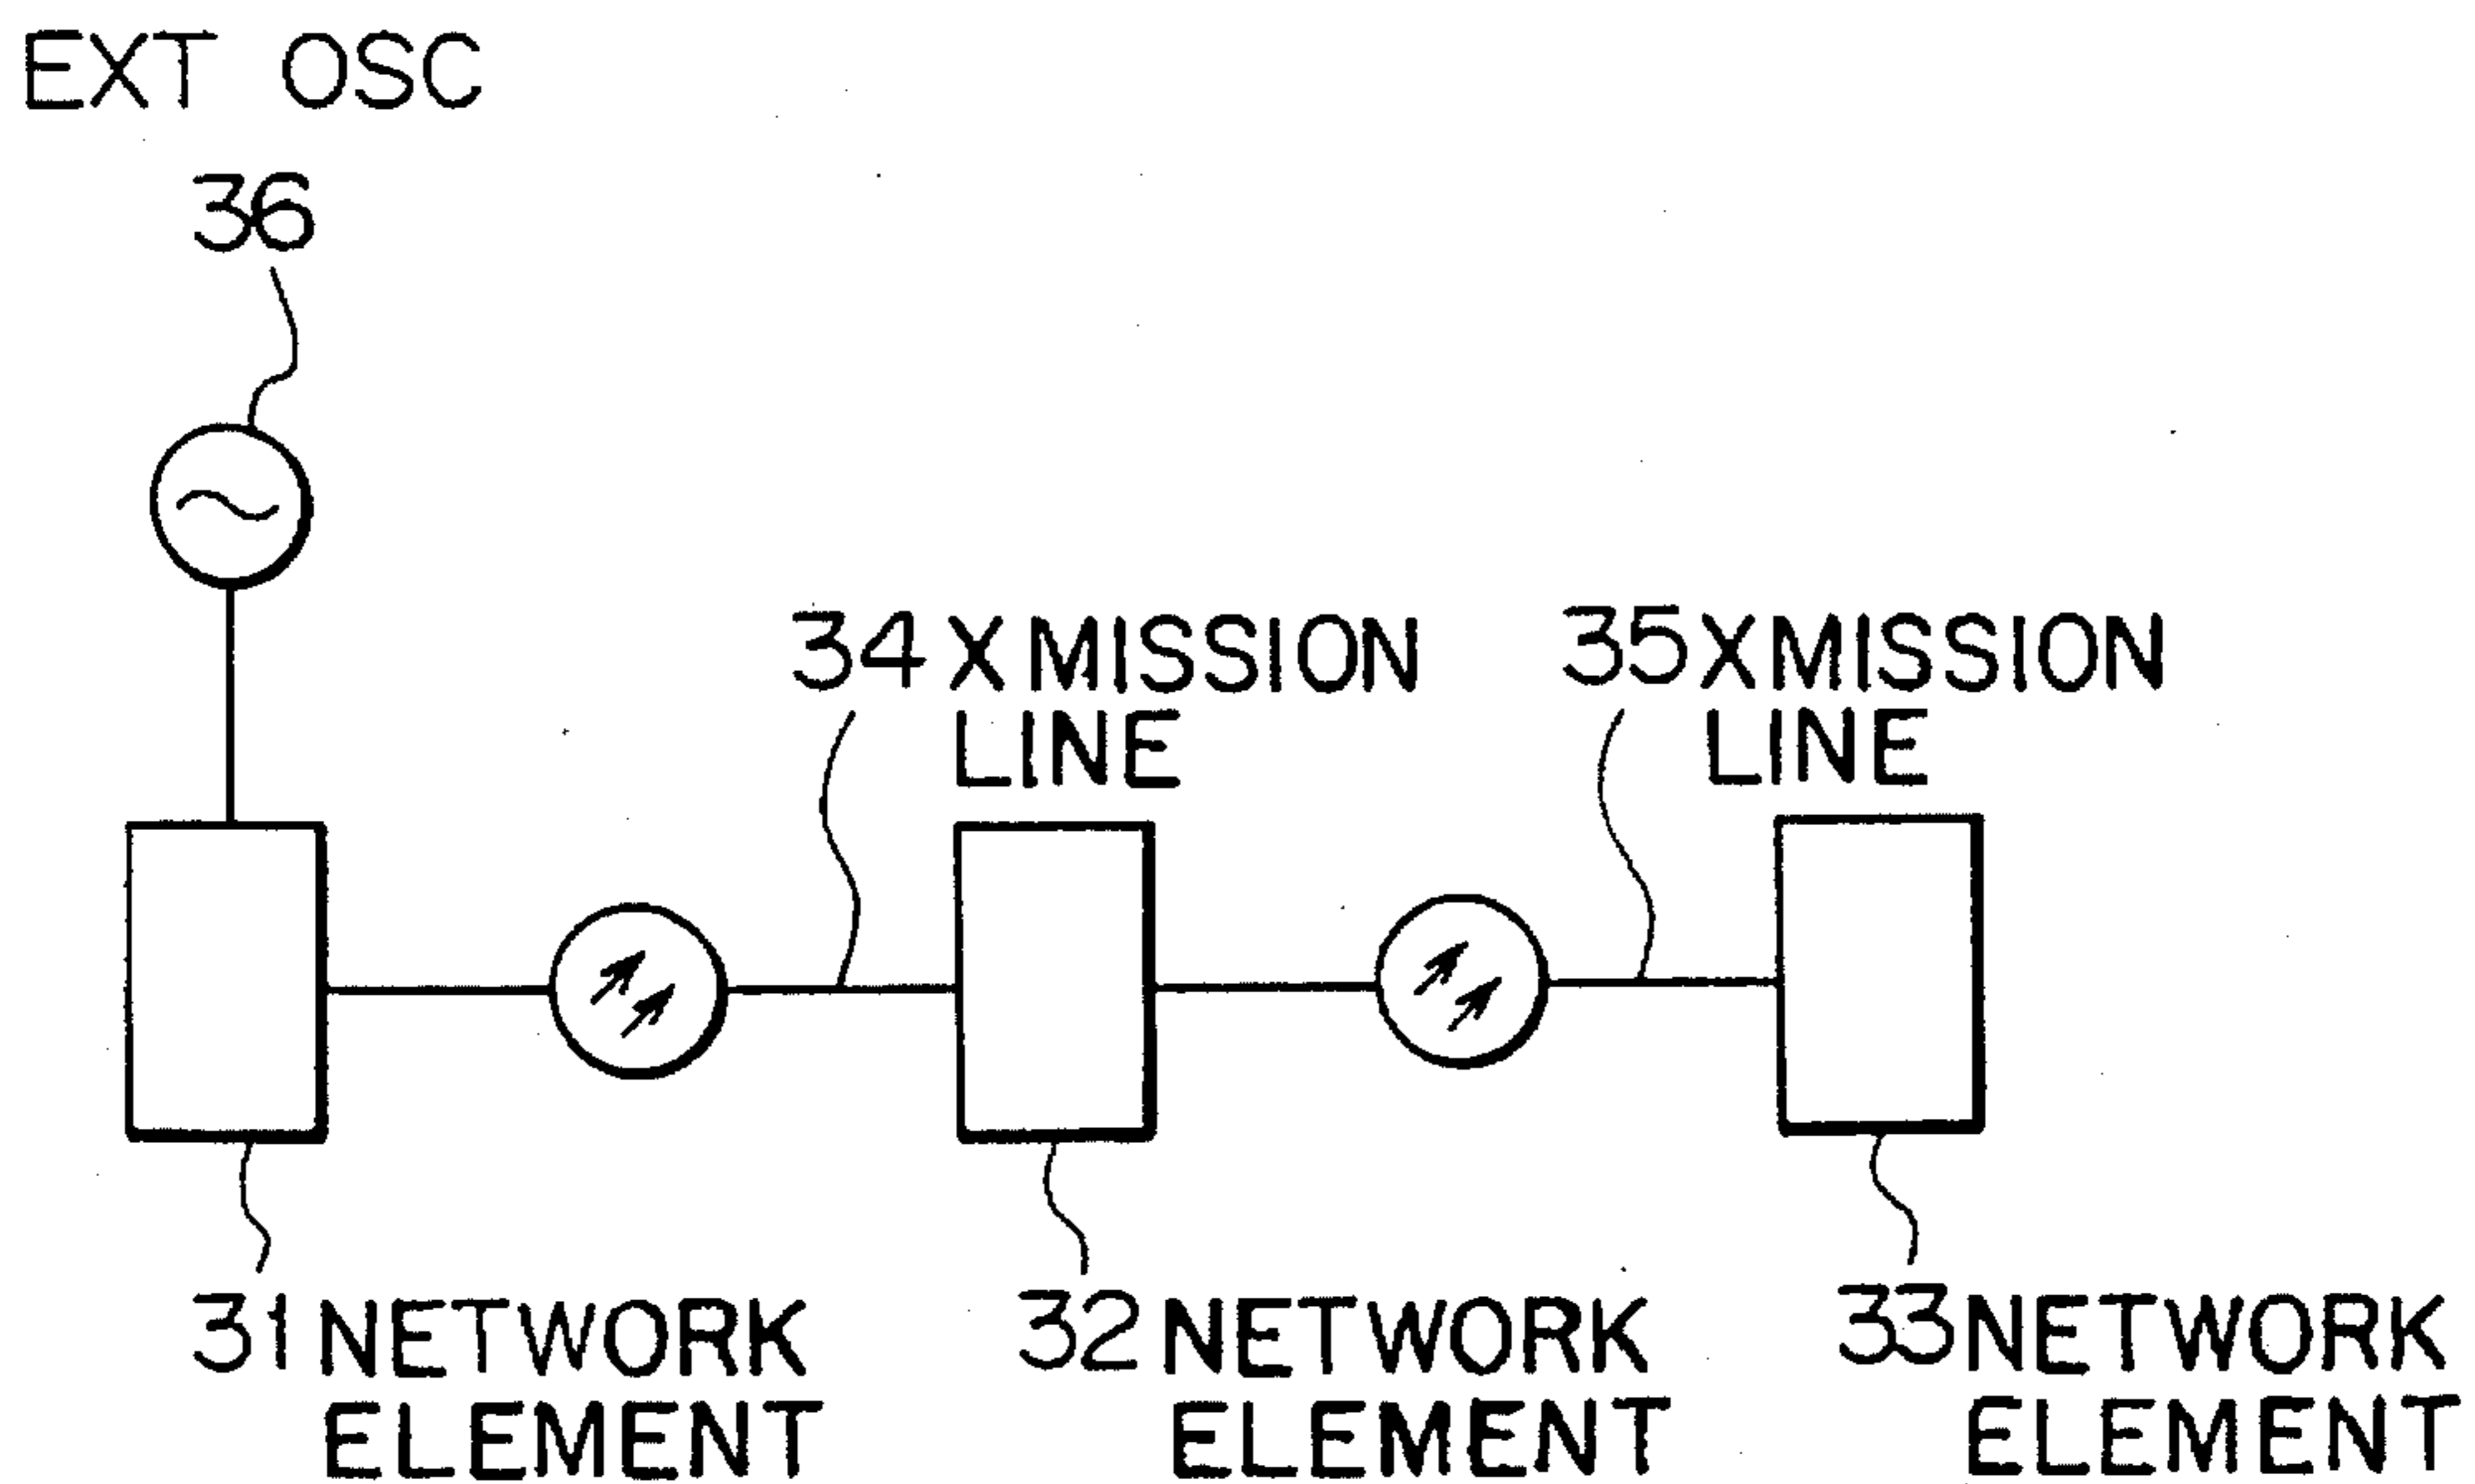 EXT OSC
36
34 XMISSION
LINE
35 XMISSION
LINE
31 NETWORK
ELEMENT
32 NETWORK
ELEMENT
33 NETWORK
ELEMENT